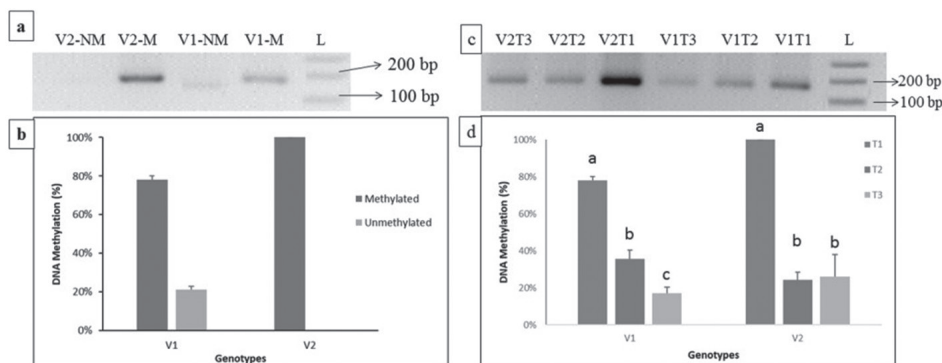 a
V2-NM V2-M V1-NM V1-M L
200 bp
100 bp
b
100%
80%
60%
40%
20%
0%
DNA Methylation (%)
V1 V2
Genotypes
Methylated
Unmethylated
c
V2T3 V2T2 V2T1 V1T3 V1T2 V1T1 L
200 bp
100 bp
d
100%
80%
60%
40%
20%
0%
DNA Methylation (%)
a b c a b b
V1 V2
Genotypes
T1
T2
T3